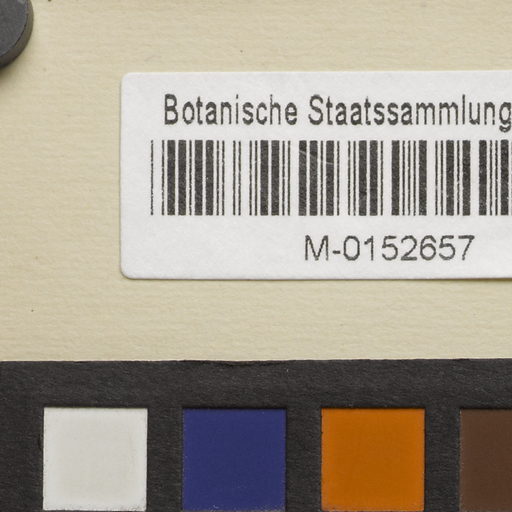 Botanische Staatssammlung
M-0152657